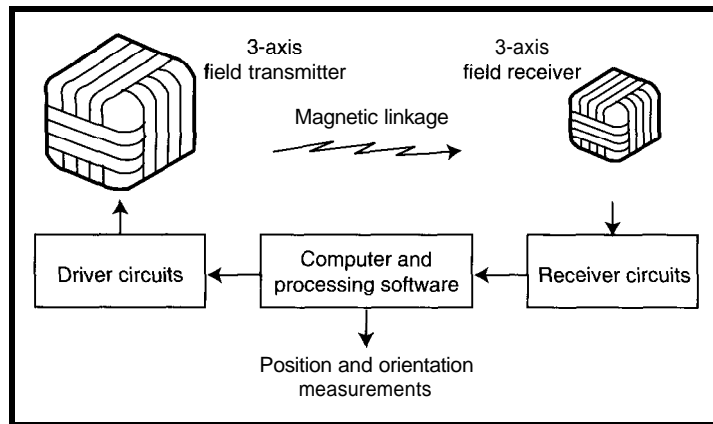 3-axis
field transmitter
3-axis
field receiver
Magnetic linkage
Driver circuits
Computer and
processing software
Receiver circuits
Position and orientation
measurements